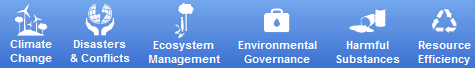 Climate
Change
Disasters
& Conflicts
Ecosystem
Management
Environmental
Governance
Harmful
Substances
Resource
Efficiency